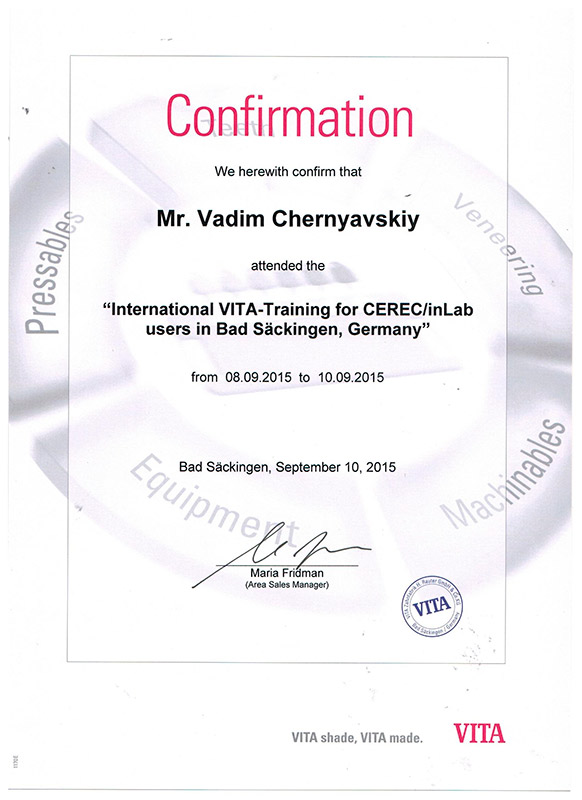 Confirmation
We herewith confirm that
Mr. Vadim Chernyavskiy
attended the
“International VITA-Training for CEREC/inLab
users in Bad Säckingen, Germany”
from 08.09.2015 to 10.09.2015
Bad Säckingen, September 10, 2015
Maria Fridman
(Area Sales Manager)
Pressables
Veneering
Equipment
Machinables
VITA Zahnfabrik H. Rauter GmbH & Co KG
VITA
Bad Säckingen / Germany
VITA shade, VITA made.
VITA